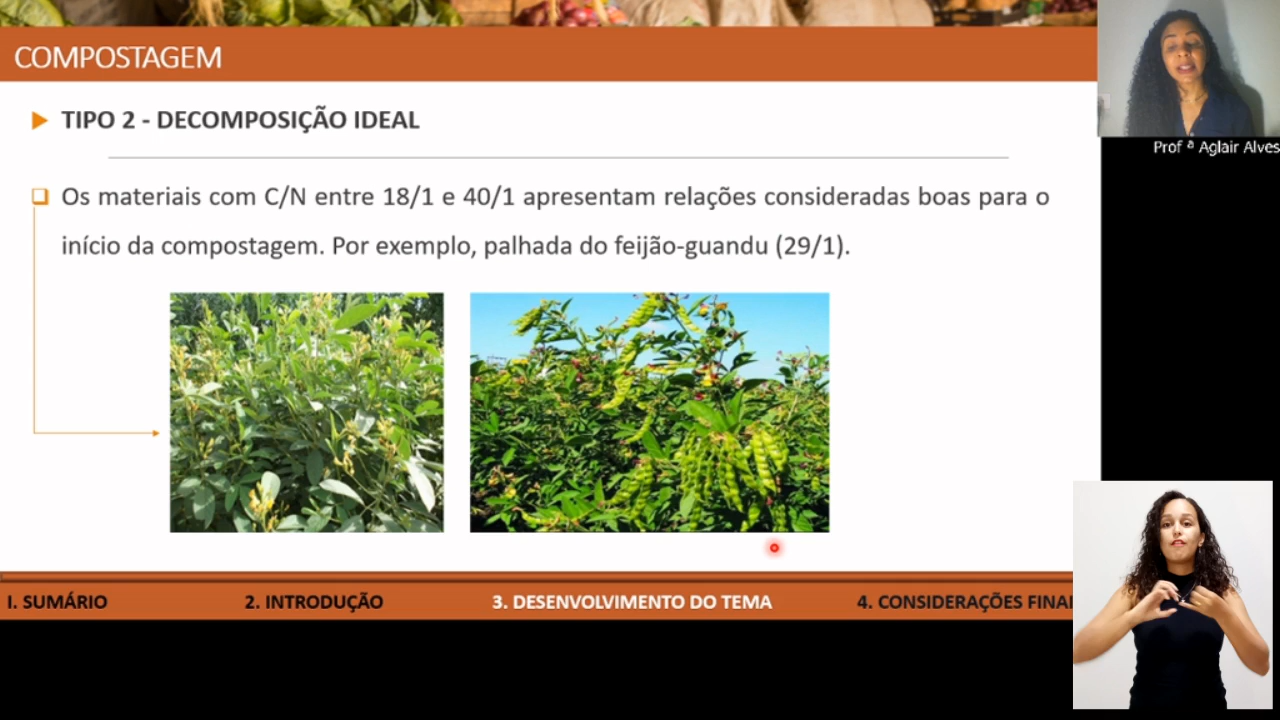 COMPOSTAGEM
TIPO 2 - DECOMPOSIÇÃO IDEAL
Os materiais com C/N entre 18/1 e 40/1 apresentam relações consideradas boas para o
início da compostagem. Por exemplo, palhada do feijão-guandu (29/1).
Prof ª Aglair Alves
I. SUMÁRIO
2. INTRODUÇÃO
3. DESENVOLVIMENTO DO TEMA
4. CONSIDERAÇÕES FINAI